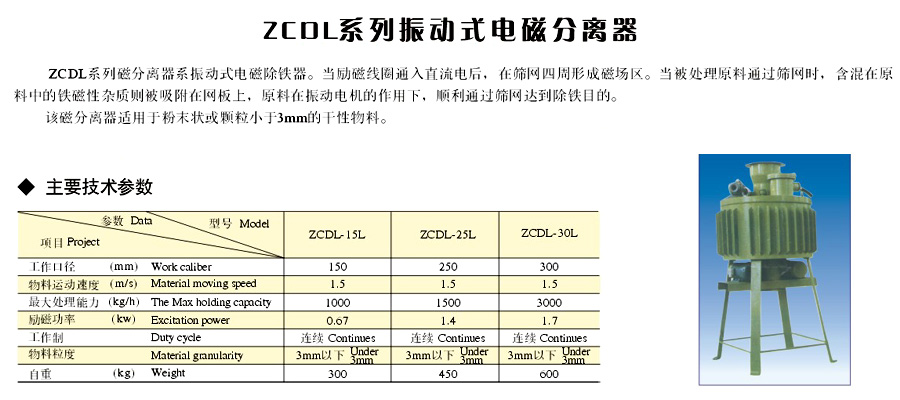 ZCDL系列振动式电磁分离器
ZCDL系列磁分离器系振动式电磁除铁器。当励磁线圈通入直流电后，在筛网四周形成磁场区。当被处理原料通过筛网时，含混在原
料中的铁磁性杂质则被吸附在网板上，原料在振动电机的作用下，顺利通过筛网达到除铁目的。
该磁分离器适用于粉末状或颗粒小于3mm的干性物料。
◆ 主要技术参数
参数 Data 型号 Model
项目 Project ZCDL-15L ZCDL-25L ZCDL-30L
工作口径 (mm) Work caliber 150 250 300
物料运动速度 (m/s) Material moving speed 1.5 1.5 1.5
最大处理能力 (kg/h) The Max holding capacity 1000 1500 3000
励磁功率 (kw) Excitation power 0.67 1.4 1.7
工作制 Duty cycle 连续 Continues 连续 Continues 连续 Continues
物料粒度 Material granularity 3mm以下 Under 3mm 3mm以下 Under 3mm 3mm以下 Under 3mm
自重 (kg) Weight 300 450 600